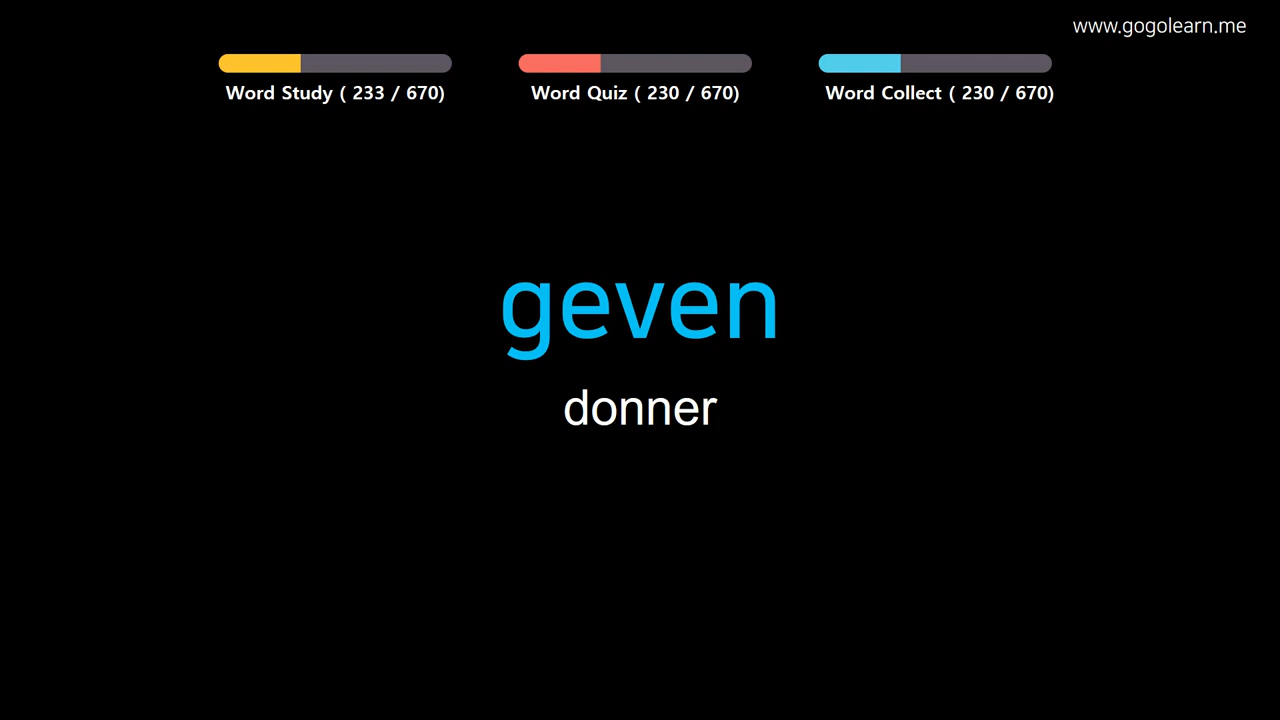 www.gogolearn.me
Word Study ( 233 / 670)
Word Quiz ( 230 / 670)
Word Collect ( 230 / 670)
geven
donner